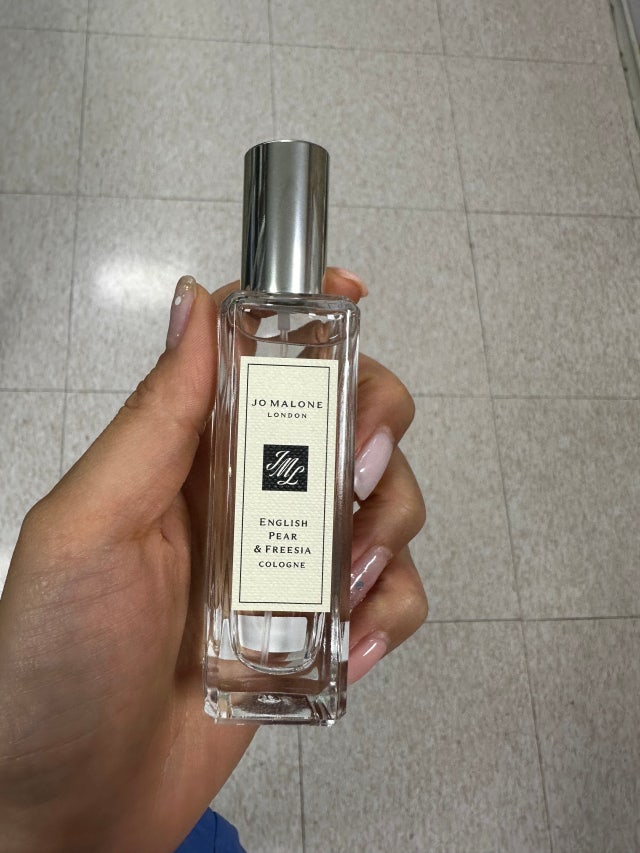 JO MALONE
LONDON
JML
ENGLISH
PEAR
& FREESIA
COLOGNE